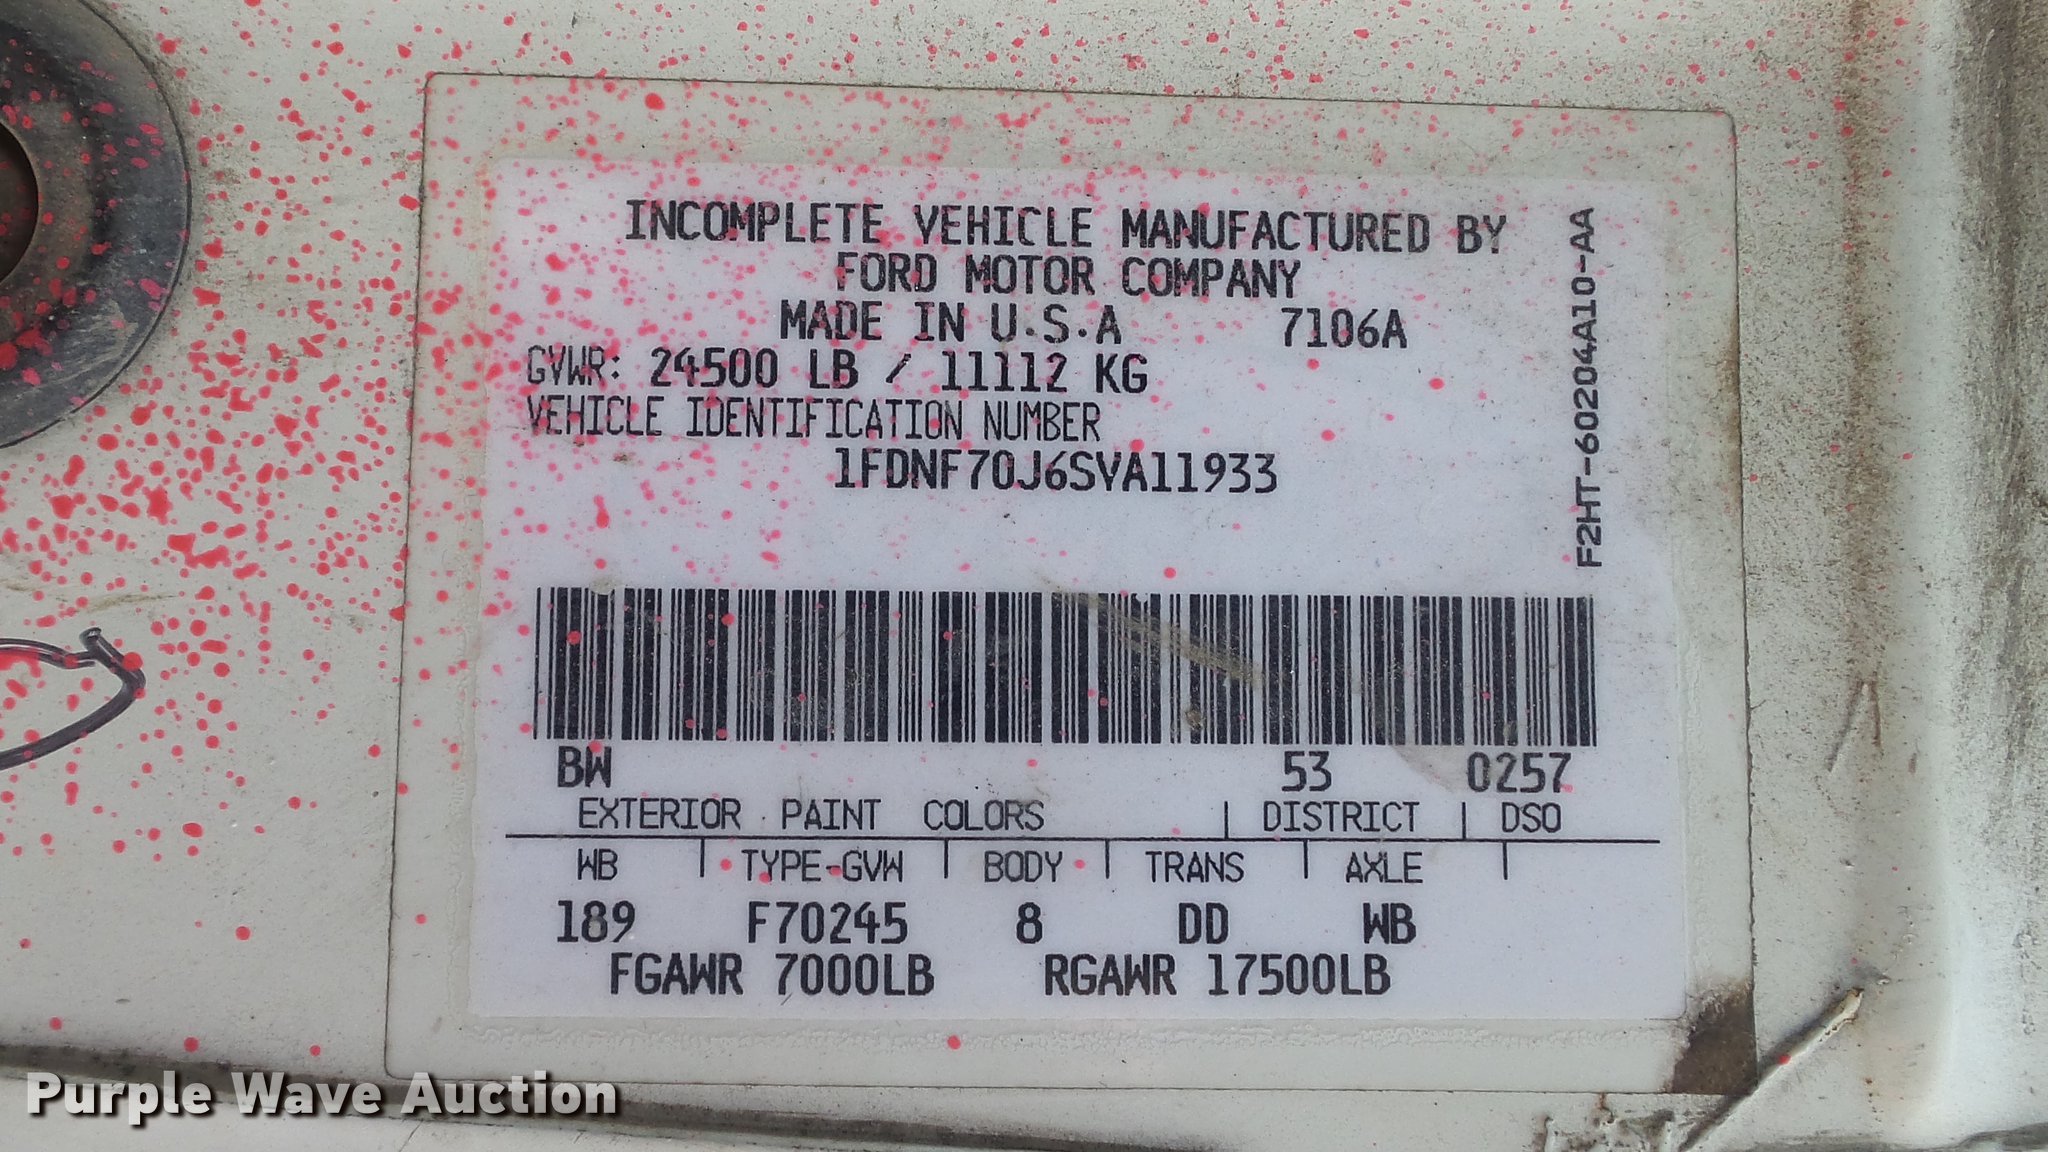 INCOMPLETE VEHICLE MANUFACTURED BY
FORD MOTOR COMPANY
MADE IN U.S.A 7106A
GVWR: 24500 LB / 11112 KG
VEHICLE IDENTIFICATION NUMBER
1FDNF70J6SVA11933
F2HT-60204A10-AA
BW 53 0257
EXTERIOR PAINT COLORS | DISTRICT | DSO
WB | TYPE-GVW | BODY | TRANS | AXLE |
189 F70245 8 DD WB
FGAWR 7000LB RGAWR 17500LB
Purple Wave Auction